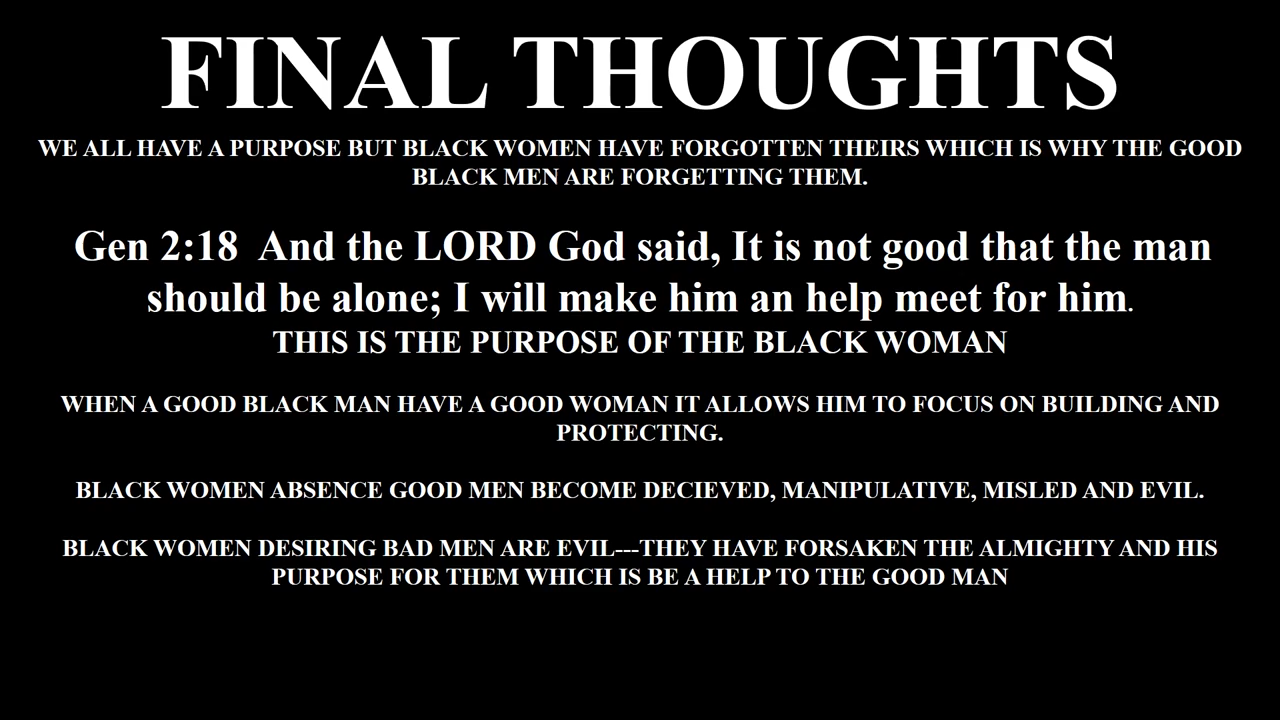 FINAL THOUGHTS
WE ALL HAVE A PURPOSE BUT BLACK WOMEN HAVE FORGOTTEN THEIRS WHICH IS WHY THE GOOD
BLACK MEN ARE FORGETTING THEM.
Gen 2:18  And the LORD God said, It is not good that the man
should be alone; I will make him an help meet for him.
THIS IS THE PURPOSE OF THE BLACK WOMAN
WHEN A GOOD BLACK MAN HAVE A GOOD WOMAN IT ALLOWS HIM TO FOCUS ON BUILDING AND
PROTECTING.
BLACK WOMEN ABSENCE GOOD MEN BECOME DECIEVED, MANIPULATIVE, MISLED AND EVIL.
BLACK WOMEN DESIRING BAD MEN ARE EVIL---THEY HAVE FORSAKEN THE ALMIGHTY AND HIS
PURPOSE FOR THEM WHICH IS BE A HELP TO THE GOOD MAN